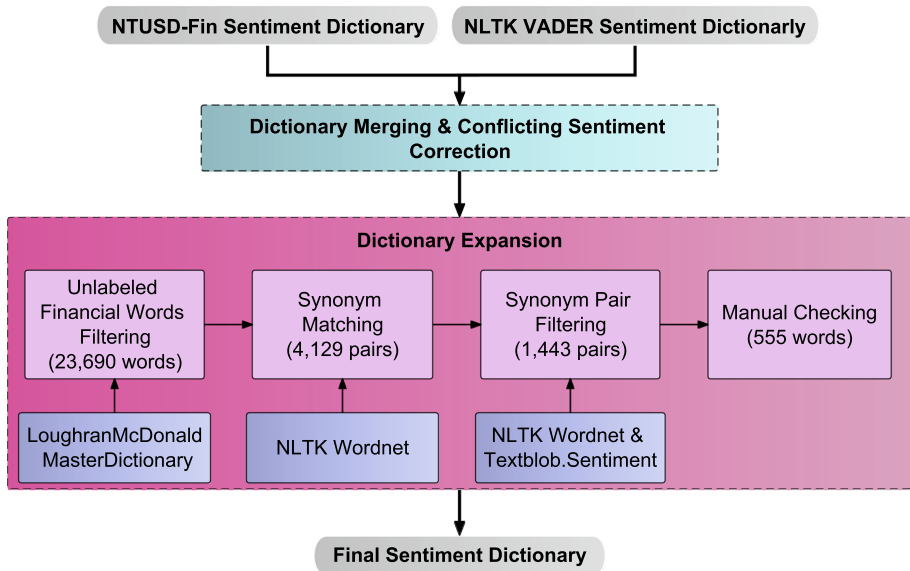 NTUSD-Fin Sentiment Dictionary
NLTK VADER Sentiment Dictionarly
Dictionary Merging & Conflicting Sentiment
Correction
Dictionary Expansion
Unlabeled
Financial Words
Filtering
(23,690 words)
Synonym
Matching
(4,129 pairs)
Synonym Pair
Filtering
(1,443 pairs)
Manual Checking
(555 words)
LoughranMcDonald
MasterDictionary
NLTK Wordnet
NLTK Wordnet &
Textblob.Sentiment
Final Sentiment Dictionary